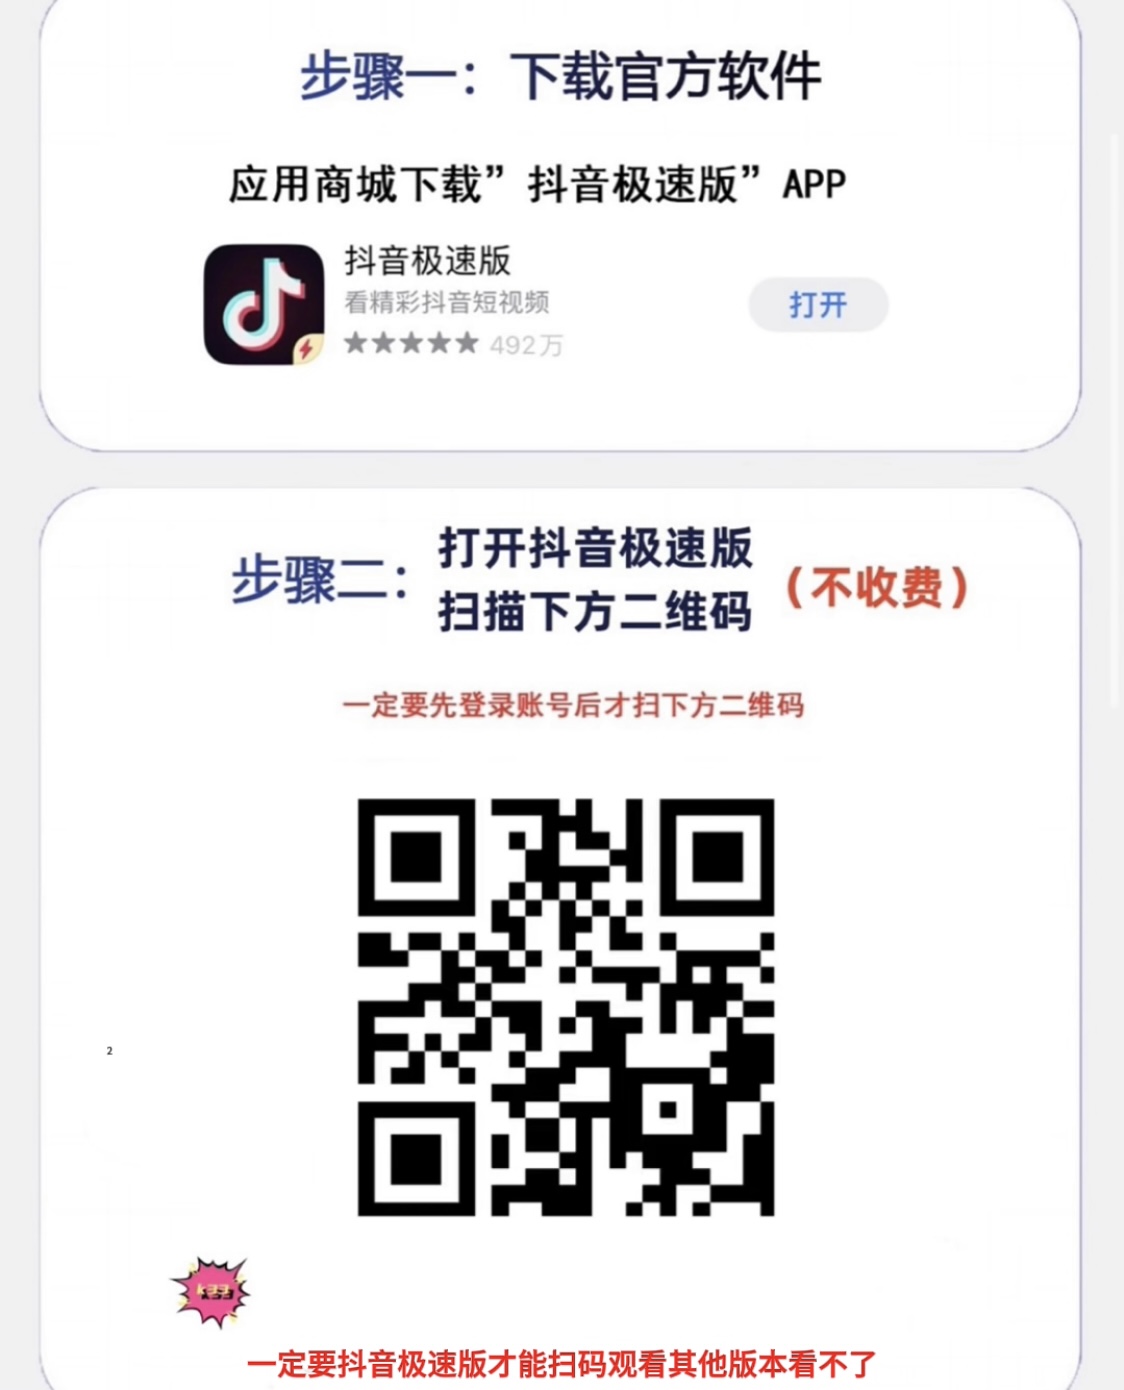 步骤一：下载官方软件
应用商城下载”抖音极速版”APP
抖音极速版
看精彩抖音短视频
492万
打开
步骤二：
打开抖音极速版
扫描下方二维码
（不收费）
一定要先登录账号后才扫下方二维码
2
k33
一定要抖音极速版才能扫码观看其他版本看不了